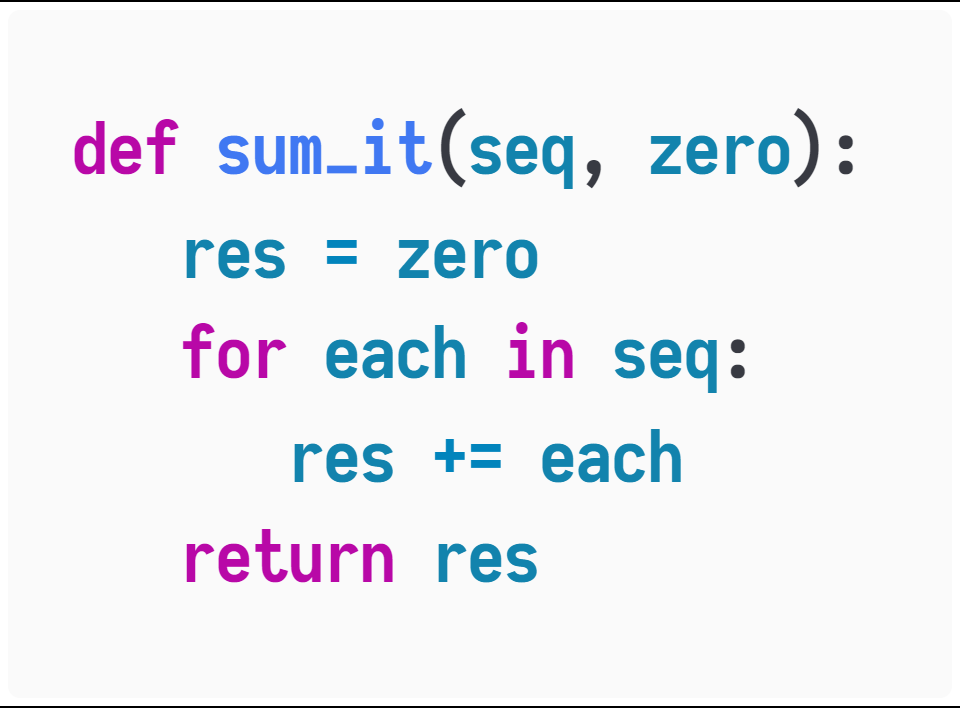 def sum_it(seq, zero):
   res = zero
   for each in seq:
      res += each
   return res